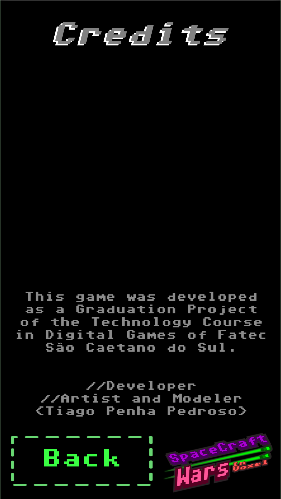 Credits
This game was developed
as a Graduation Project
of the Technology Course
in Digital Games of Fatec
São Caetano do Sul.
//Developer
//Artist and Modeler
<Tiago Penha Pedroso>
Back
SpaceCraft
Wars
Voxel